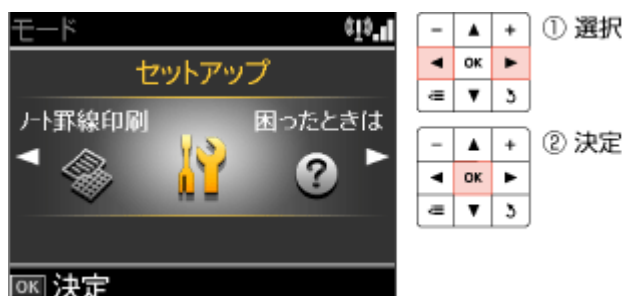 モード
セットアップ
ノート罫線印刷
困ったときは
OK 決定
① 選択
- ▲ +
◀ OK ▶
▼
② 決定
- ▲ +
◀ OK ▶
▼